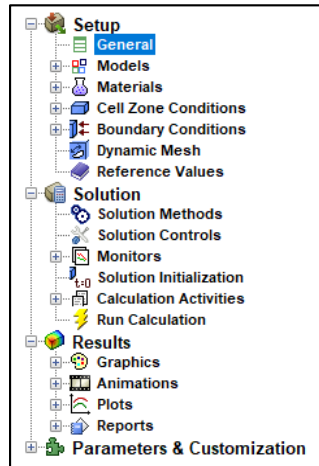 Setup
General
Models
Materials
Cell Zone Conditions
Boundary Conditions
Dynamic Mesh
Reference Values
Solution
Solution Methods
Solution Controls
Monitors
t=0 Solution Initialization
Calculation Activities
Run Calculation
Results
Graphics
Animations
Plots
Reports
Parameters & Customization